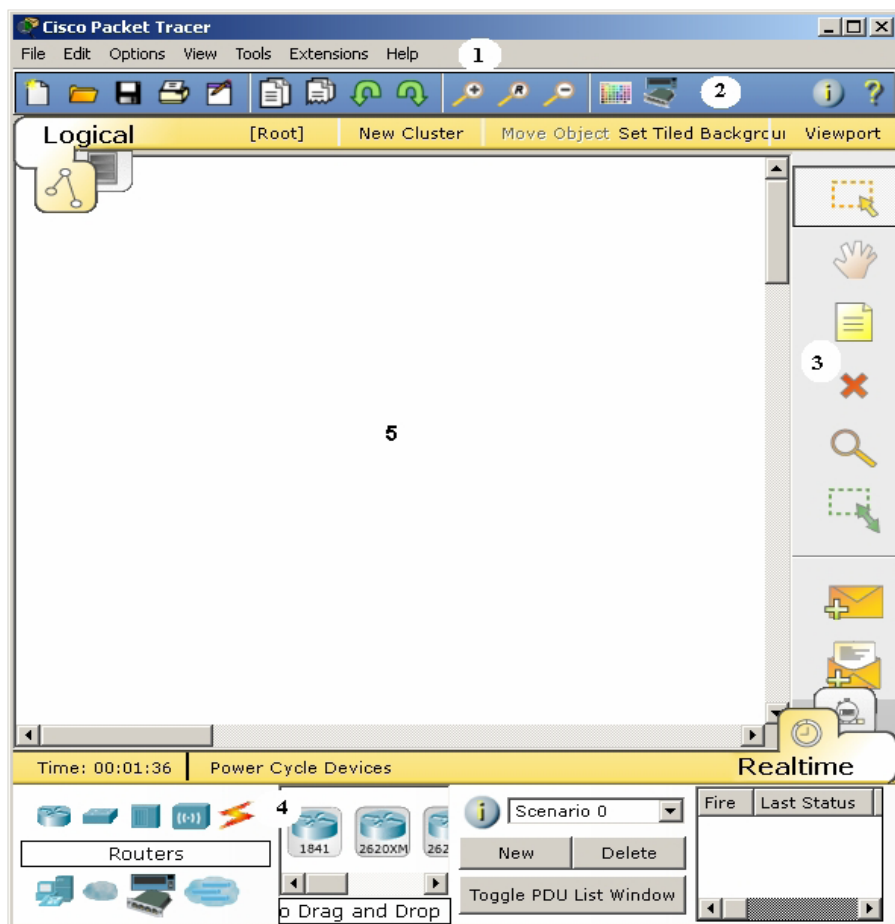 Cisco Packet Tracer
File Edit Options View Tools Extensions Help 1
R 2 i ?
Logical [Root] New Cluster Move Object Set Tiled Backgrou Viewport
3
5
Time: 00:01:36 Power Cycle Devices Realtime
4 1841 2620XM 262
Routers
o Drag and Drop
i Scenario 0
New Delete
Toggle PDU List Window
Fire Last Status